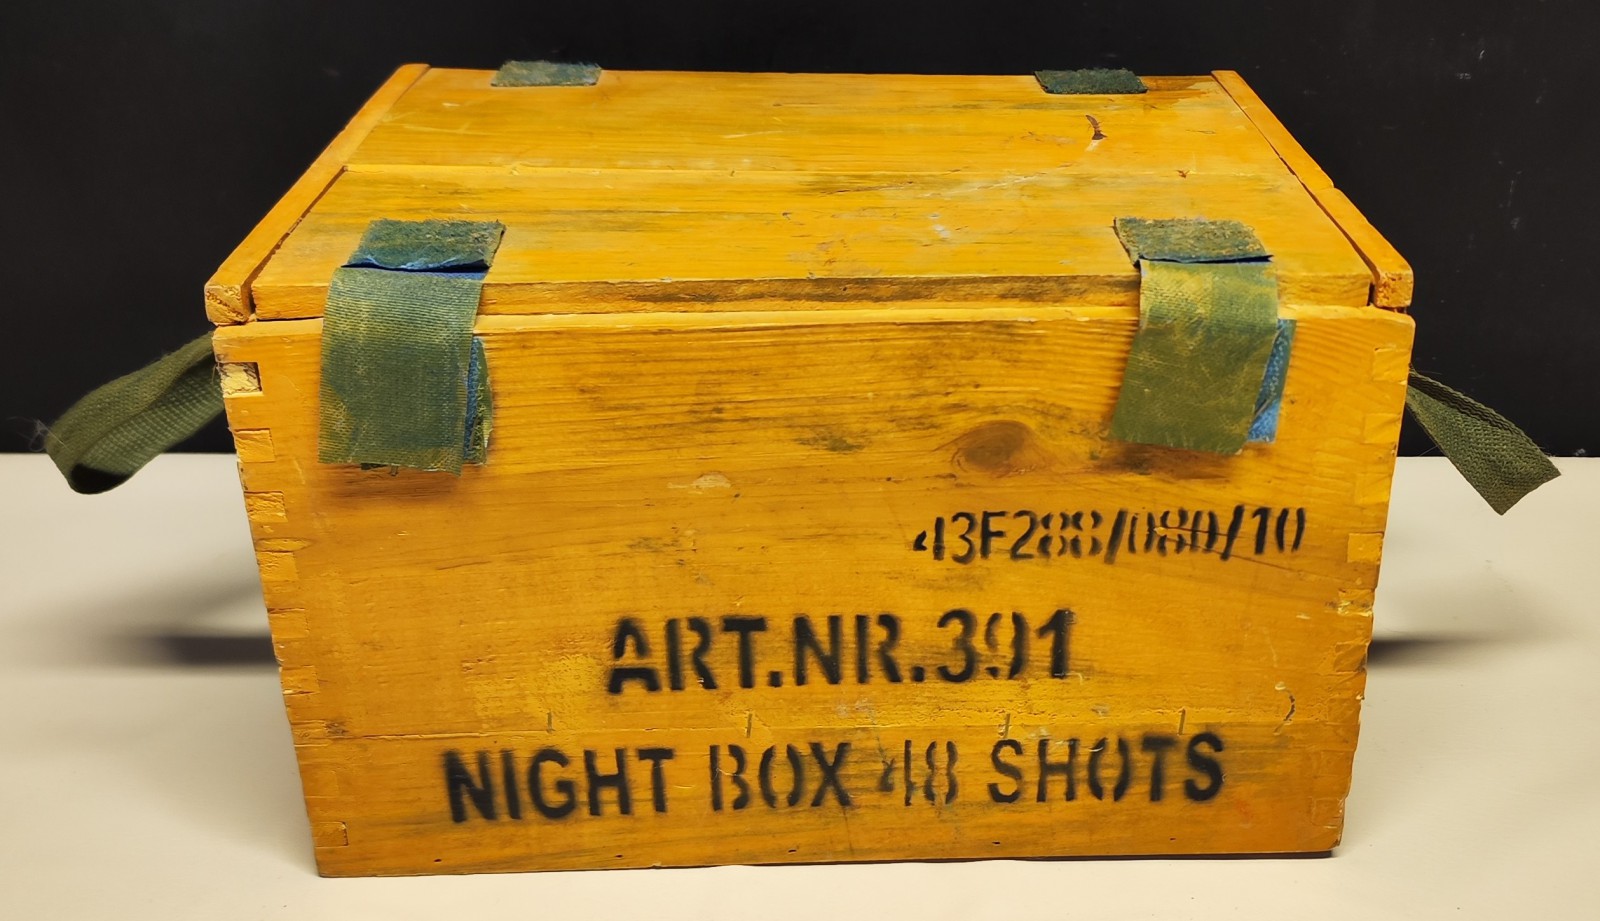 43F288/080/10
ART.NR.391
NIGHT BOX 48 SHOTS